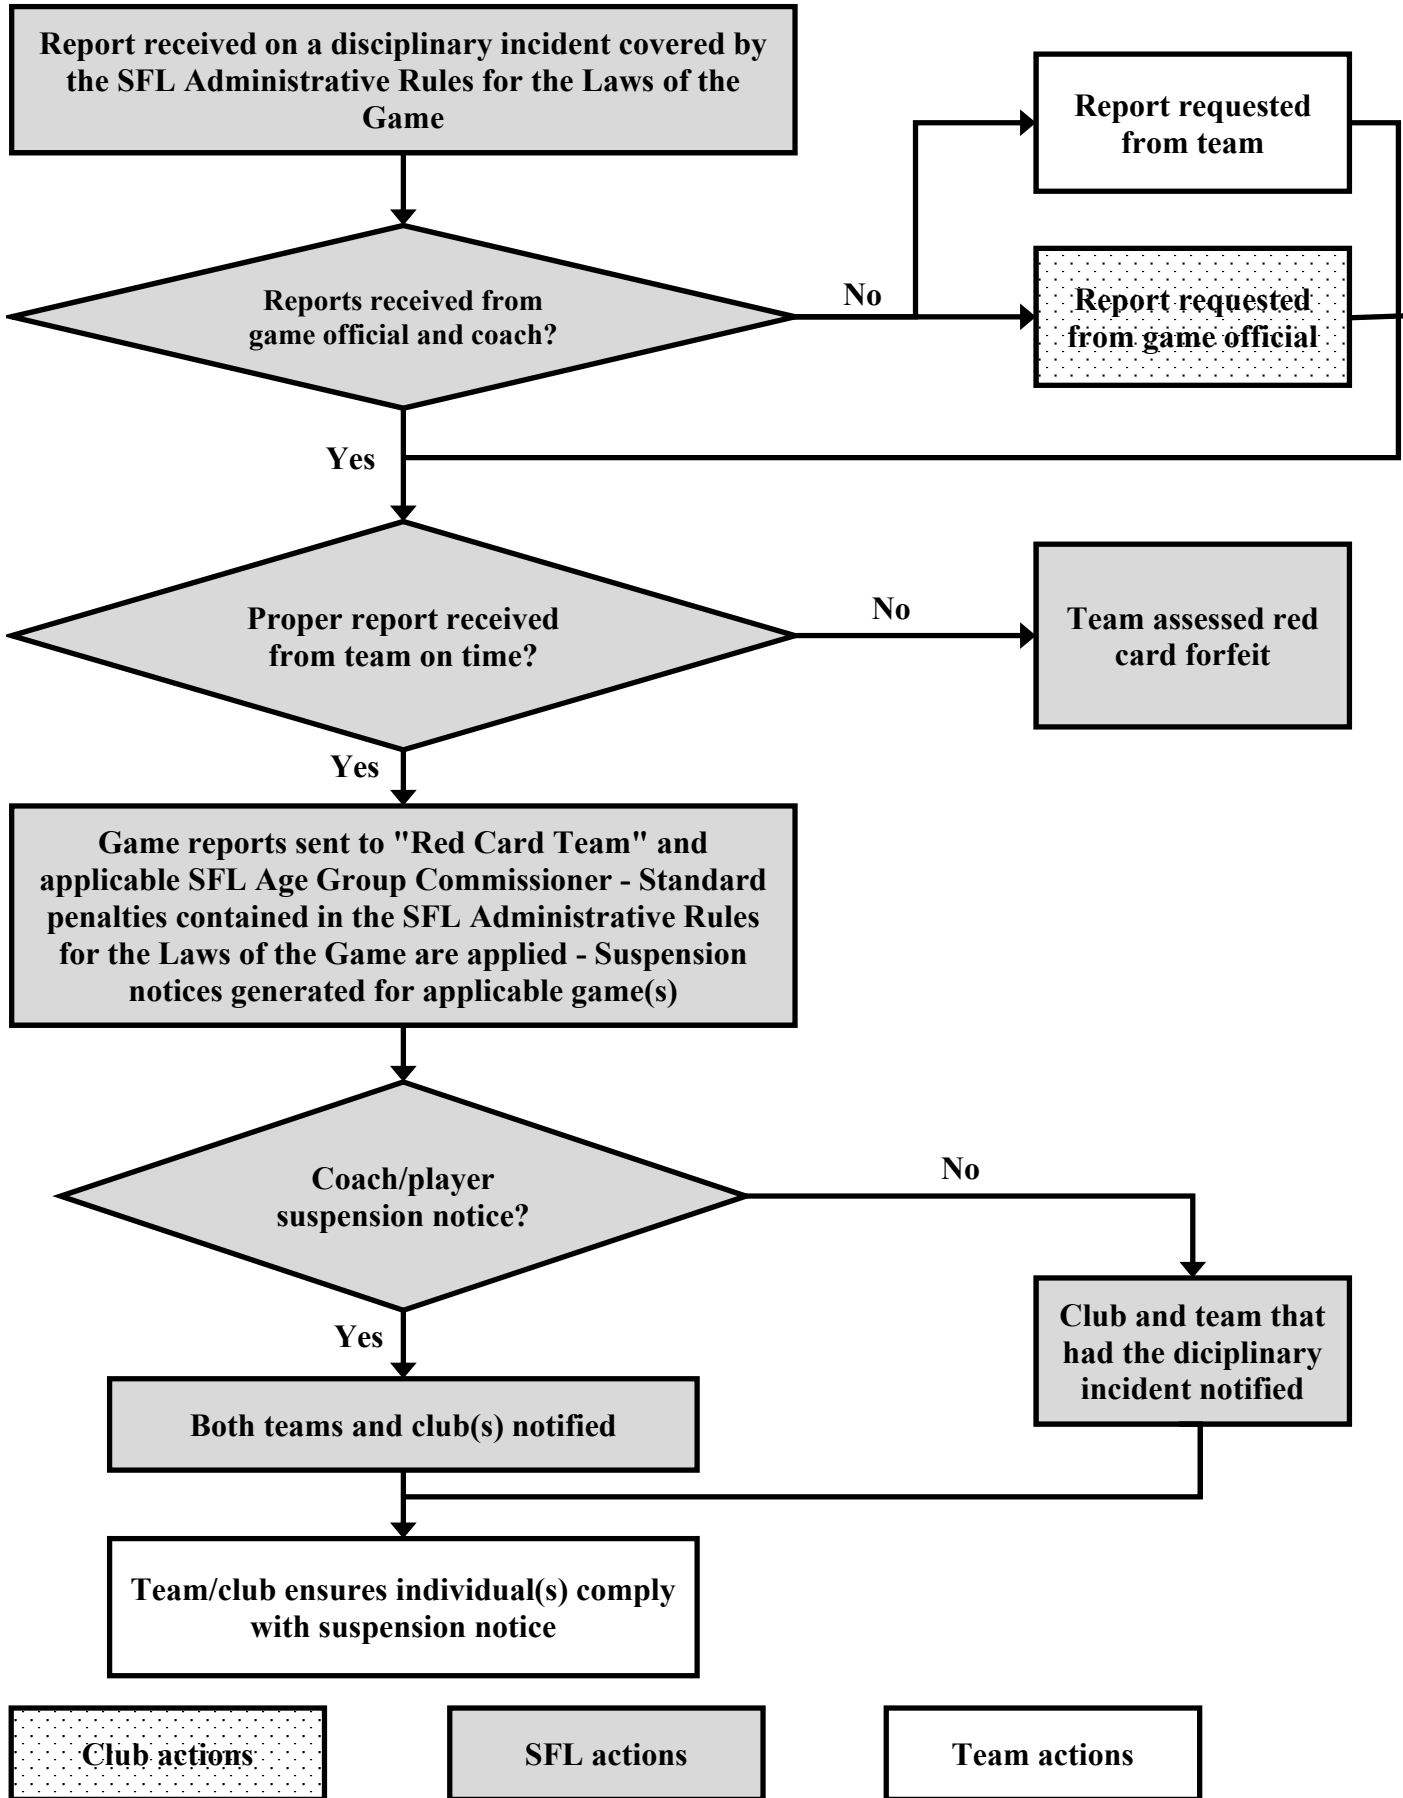 Report received on a disciplinary incident covered by
the SFL Administrative Rules for the Laws of the
Game
Report requested
from team
Reports received from
game official and coach?
No
Report requested
from game official
Yes
Proper report received
from team on time?
No
Team assessed red
card forfeit
Yes
Game reports sent to "Red Card Team" and
applicable SFL Age Group Commissioner - Standard
penalties contained in the SFL Administrative Rules
for the Laws of the Game are applied - Suspension
notices generated for applicable game(s)
Coach/player
suspension notice?
No
Club and team that
had the diciplinary
incident notified
Yes
Both teams and club(s) notified
Team/club ensures individual(s) comply
with suspension notice
Club actions
SFL actions
Team actions